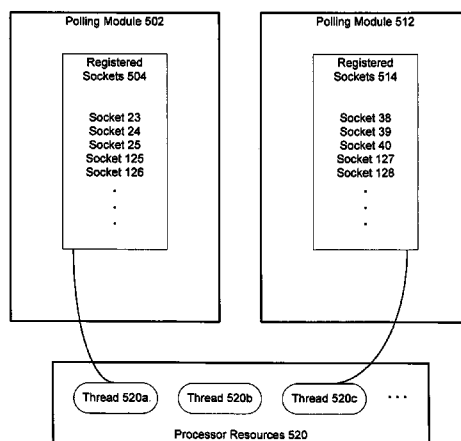 Polling Module 502
Registered
Sockets 504
Socket 23
Socket 24
Socket 25
Socket 125
Socket 126
.
.
.
Polling Module 512
Registered
Sockets 514
Socket 38
Socket 39
Socket 40
Socket 127
Socket 128
.
.
.
Thread 520a.
Thread 520b
Thread 520c
...
Processor Resources 520